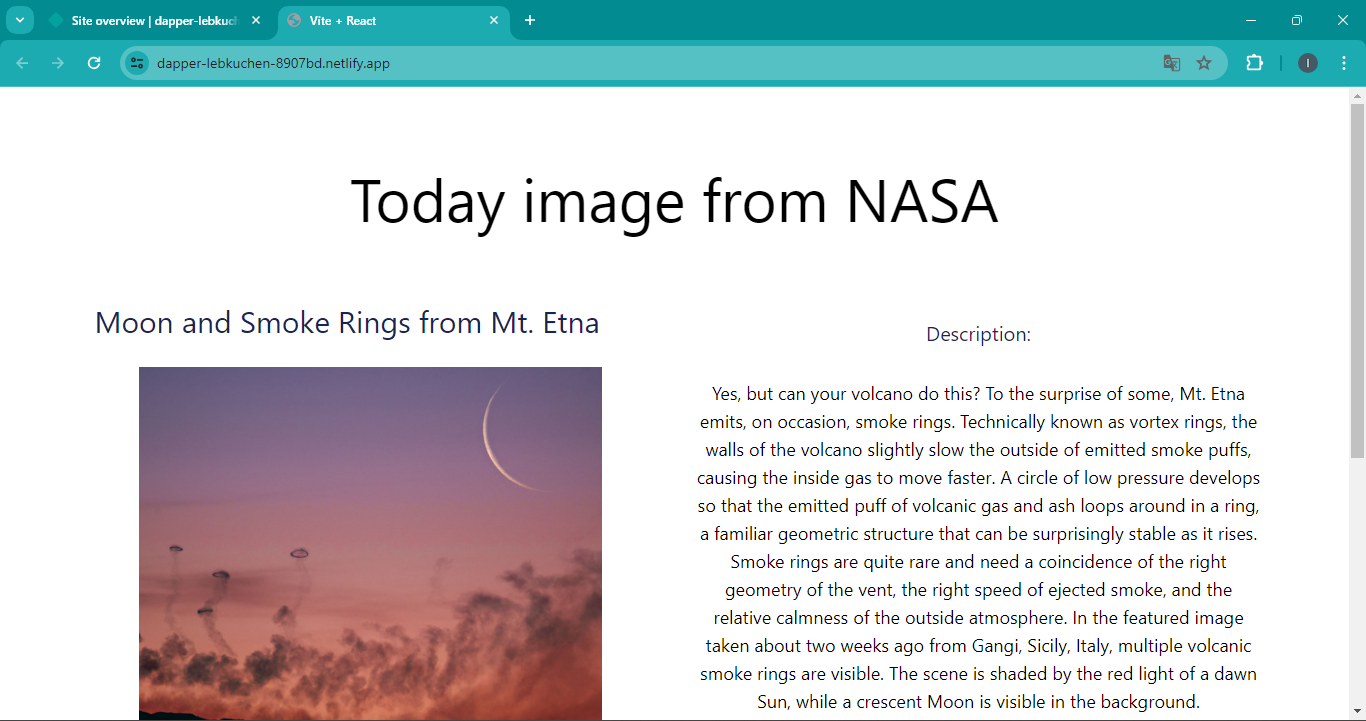 Site overview | dapper-lebkuch
Vite + React
dapper-lebkuchen-8907bd.netlify.app
I
Today image from NASA
Moon and Smoke Rings from Mt. Etna
Description:
Yes, but can your volcano do this? To the surprise of some, Mt. Etna
emits, on occasion, smoke rings. Technically known as vortex rings, the
walls of the volcano slightly slow the outside of emitted smoke puffs,
causing the inside gas to move faster. A circle of low pressure develops
so that the emitted puff of volcanic gas and ash loops around in a ring,
a familiar geometric structure that can be surprisingly stable as it rises.
Smoke rings are quite rare and need a coincidence of the right
geometry of the vent, the right speed of ejected smoke, and the
relative calmness of the outside atmosphere. In the featured image
taken about two weeks ago from Gangi, Sicily, Italy, multiple volcanic
smoke rings are visible. The scene is shaded by the red light of a dawn
Sun, while a crescent Moon is visible in the background.